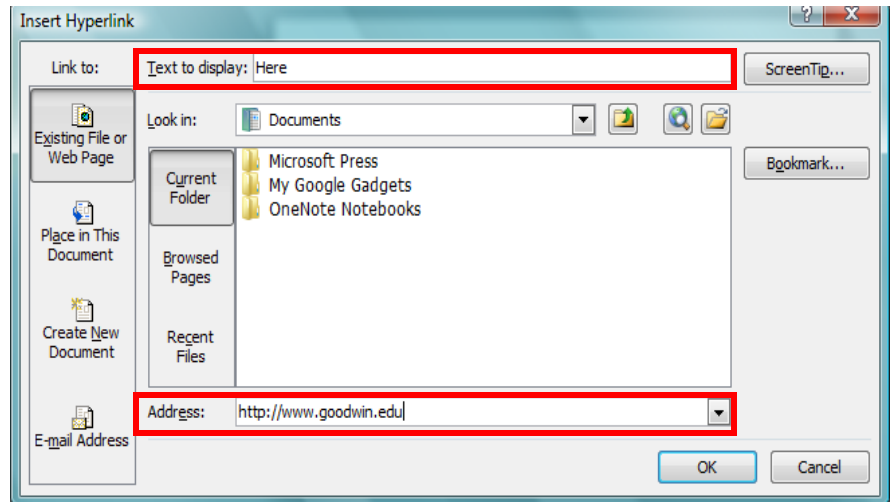 Insert Hyperlink
Link to:
Text to display: Here
ScreenTip...
Existing File or
Web Page
Look in: Documents
Current
Folder
Microsoft Press
My Google Gadgets
OneNote Notebooks
Bookmark...
Place in This
Document
Browsed
Pages
Create New
Document
Recent
Files
Address: http://www.goodwin.edu
E-mail Address
OK
Cancel